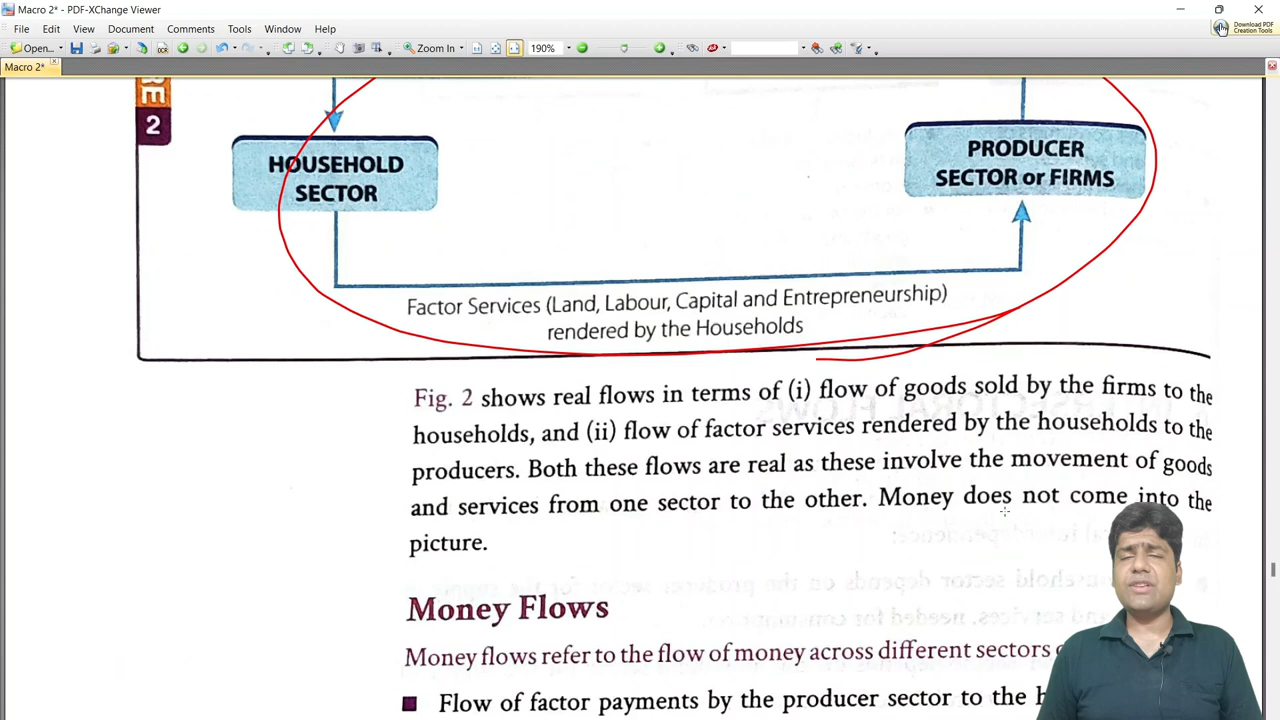 Macro 2* - PDF-XChange Viewer
File Edit View Document Comments Tools Window Help
Download PDF
Creation Tools
Open... Zoom In 190%
Macro 2*
RE
2
HOUSEHOLD
SECTOR
PRODUCER
SECTOR or FIRMS
Factor Services (Land, Labour, Capital and Entrepreneurship)
rendered by the Households
Fig. 2 shows real flows in terms of (i) flow of goods sold by the firms to the
households, and (ii) flow of factor services rendered by the households to the
producers. Both these flows are real as these involve the movement of goods
and services from one sector to the other. Money does not come into the
picture.
Money Flows
Money flows refer to the flow of money across different sectors
Flow of factor payments by the producer sector to the